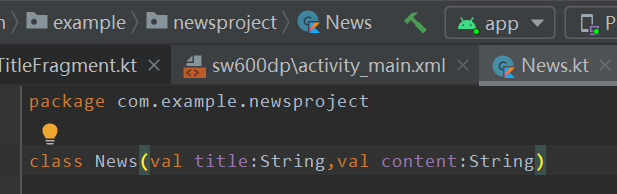 example newsproject News app
TitleFragment.kt sw600dp\activity_main.xml News.kt
package com.example.newsproject
class News(val title:String,val content:String)